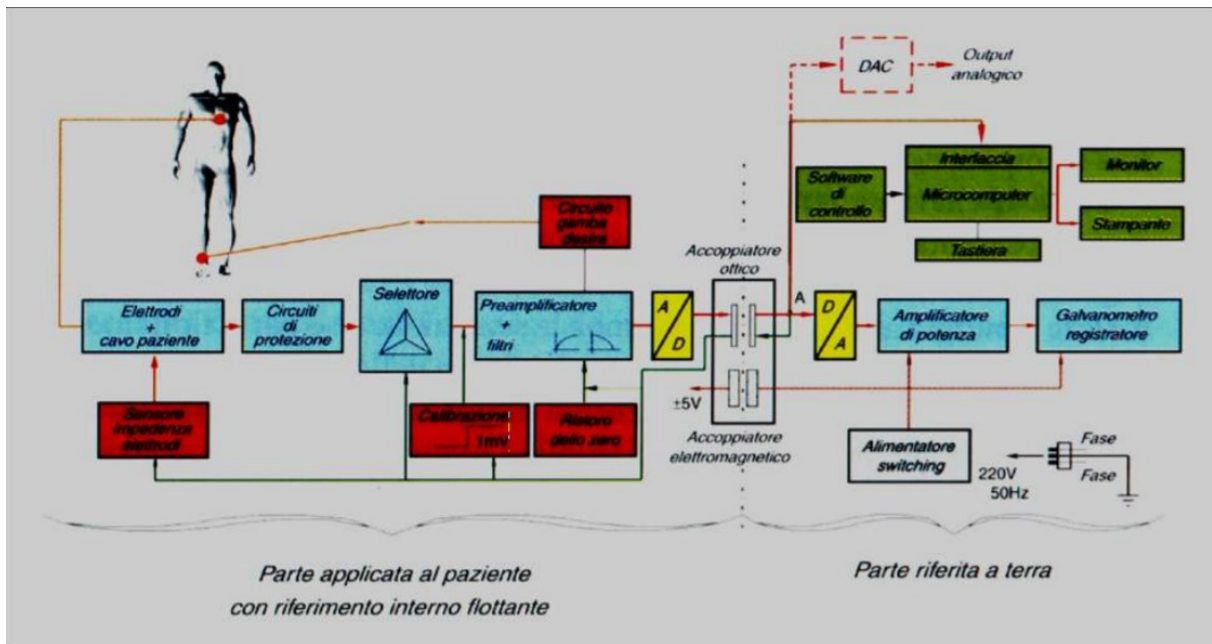 DAC
Output
analogico
Interfaccia
Microcomputer
Software
di
controllo
Monitor
Stampante
Tastiera
Circuito
gamba
destra
Accoppiatore
ottico
Elettrodi
+
cavo paziente
Circuiti
di
protezione
Selettore
Preamplificatore
+
filtri
A
D
A
D
A
Amplificatore
di potenza
Galvanometro
registratore
Sensore
impedenza
elettrodi
Calibrazione
1mV
Ristoro
dello zero
±5V
Accoppiatore
elettromagnetico
Alimentatore
switching
220V
50Hz
Fase
Fase
Parte applicata al paziente
con riferimento interno flottante
Parte riferita a terra